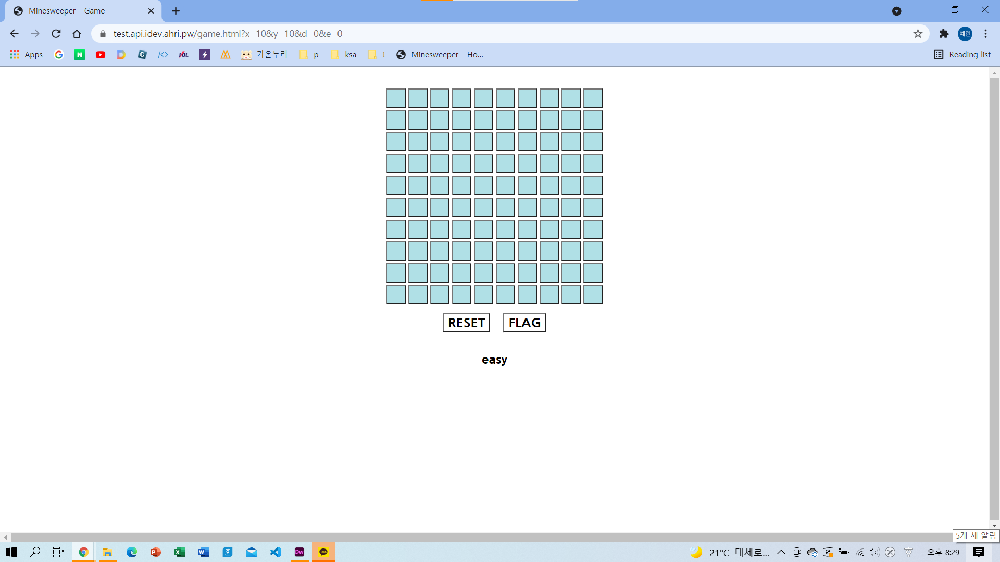 Minesweeper - Game
test.api.idev.ahri.pw/game.html?x=10&y=10&d=0&e=0
예린
Apps
가온누리
p
ksa
!
Minesweeper - Ho...
Reading list
RESET
FLAG
easy
5개 새 알림
21°C 대체로...
오후 8:29